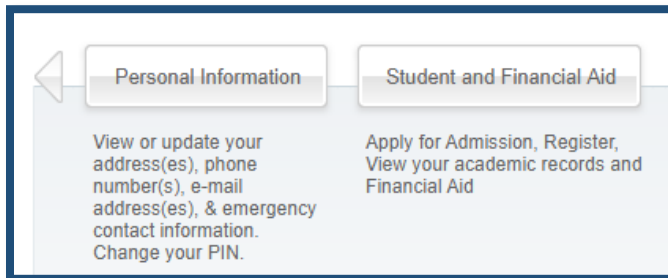 Personal Information
Student and Financial Aid
View or update your
address(es), phone
number(s), e-mail
address(es), & emergency
contact information.
Change your PIN.
Apply for Admission, Register,
View your academic records and
Financial Aid